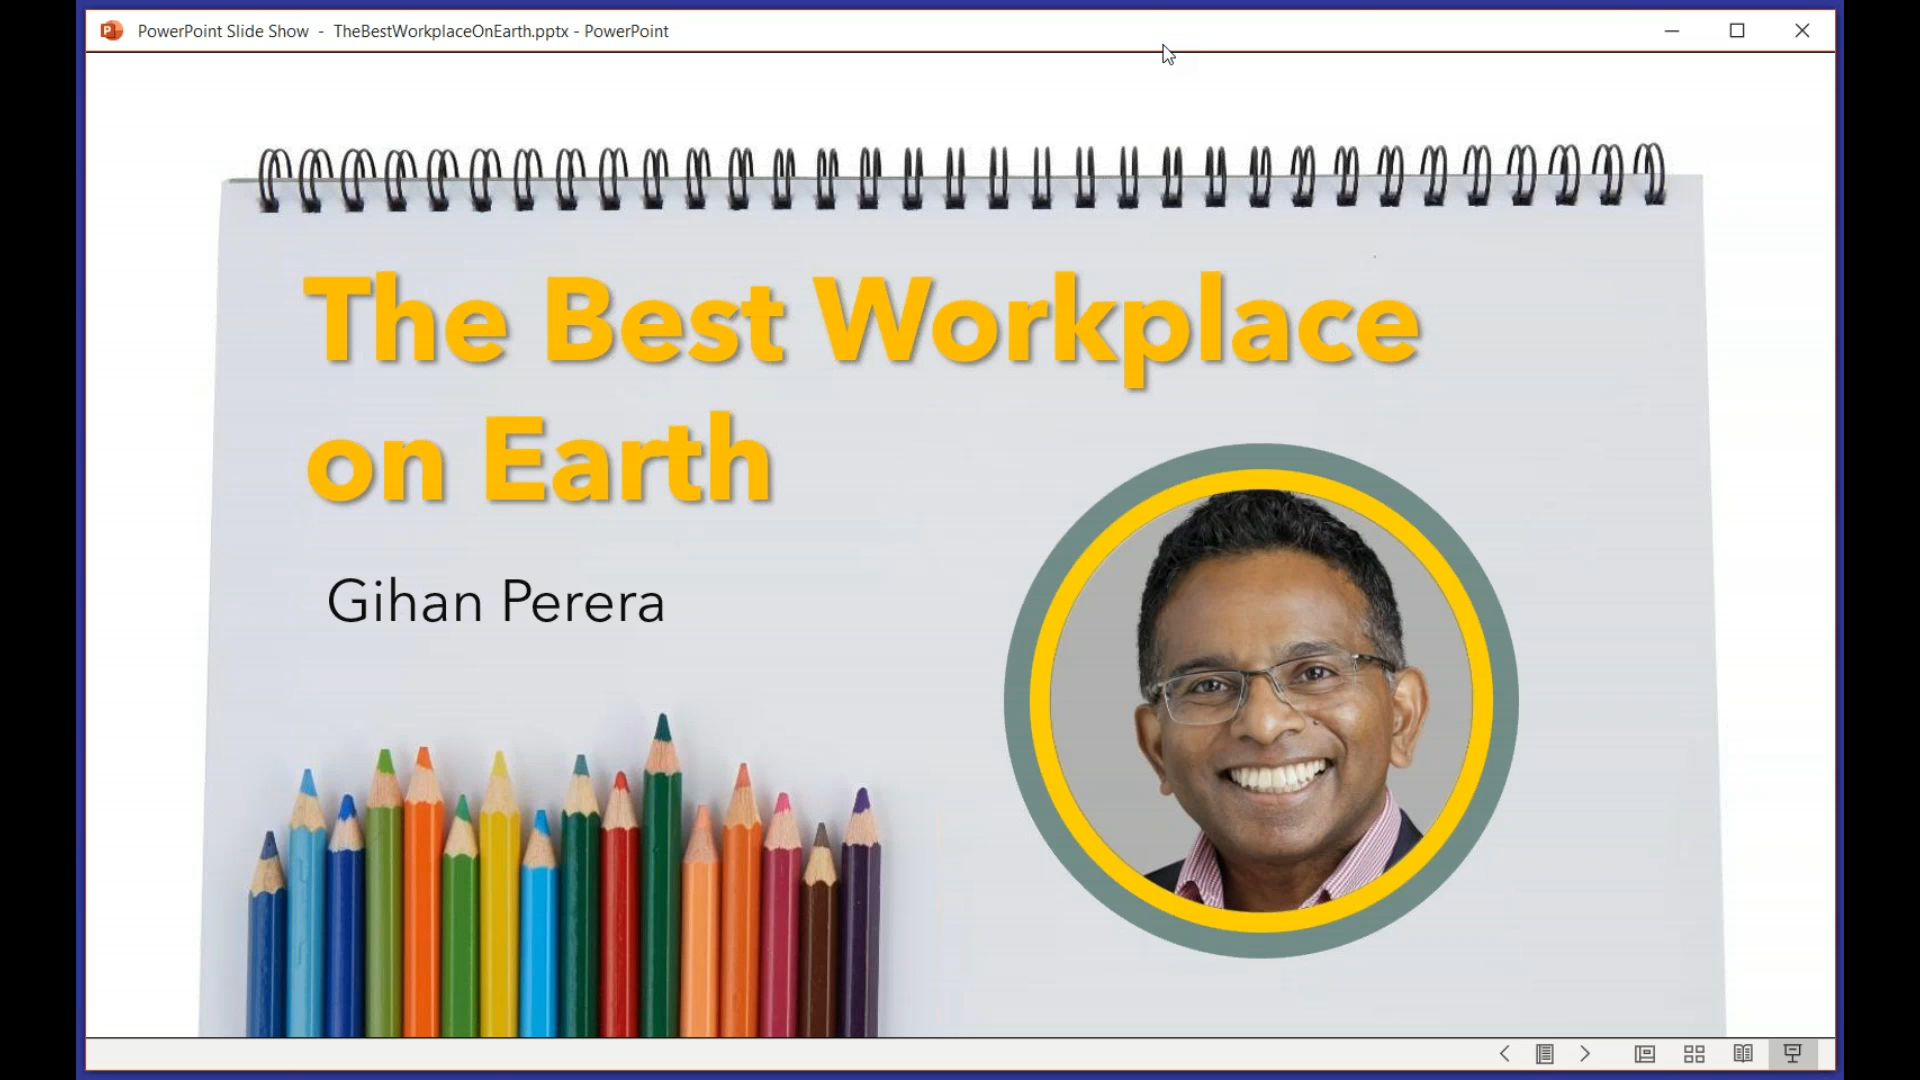 PowerPoint Slide Show - TheBestWorkplaceOnEarth.pptx - PowerPoint
The Best Workplace
on Earth
Gihan Perera